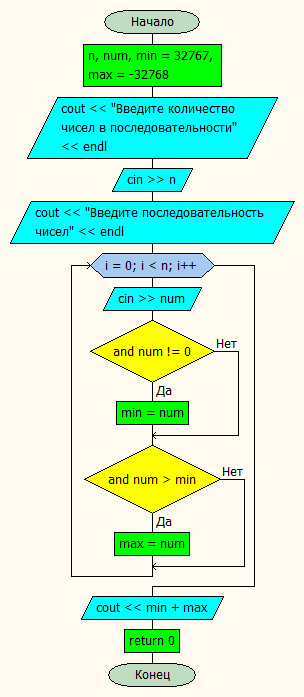 Начало
n, num, min = 32767,
max = -32768
cout << "Введите количество
чисел в последовательности"
<< endl
cin >> n
cout << "Введите последовательность
чисел" << endl
i = 0; i < n; i++
cin >> num
and num != 0
Нет
Да
min = num
and num > min
Нет
Да
max = num
cout << min + max
return 0
Конец